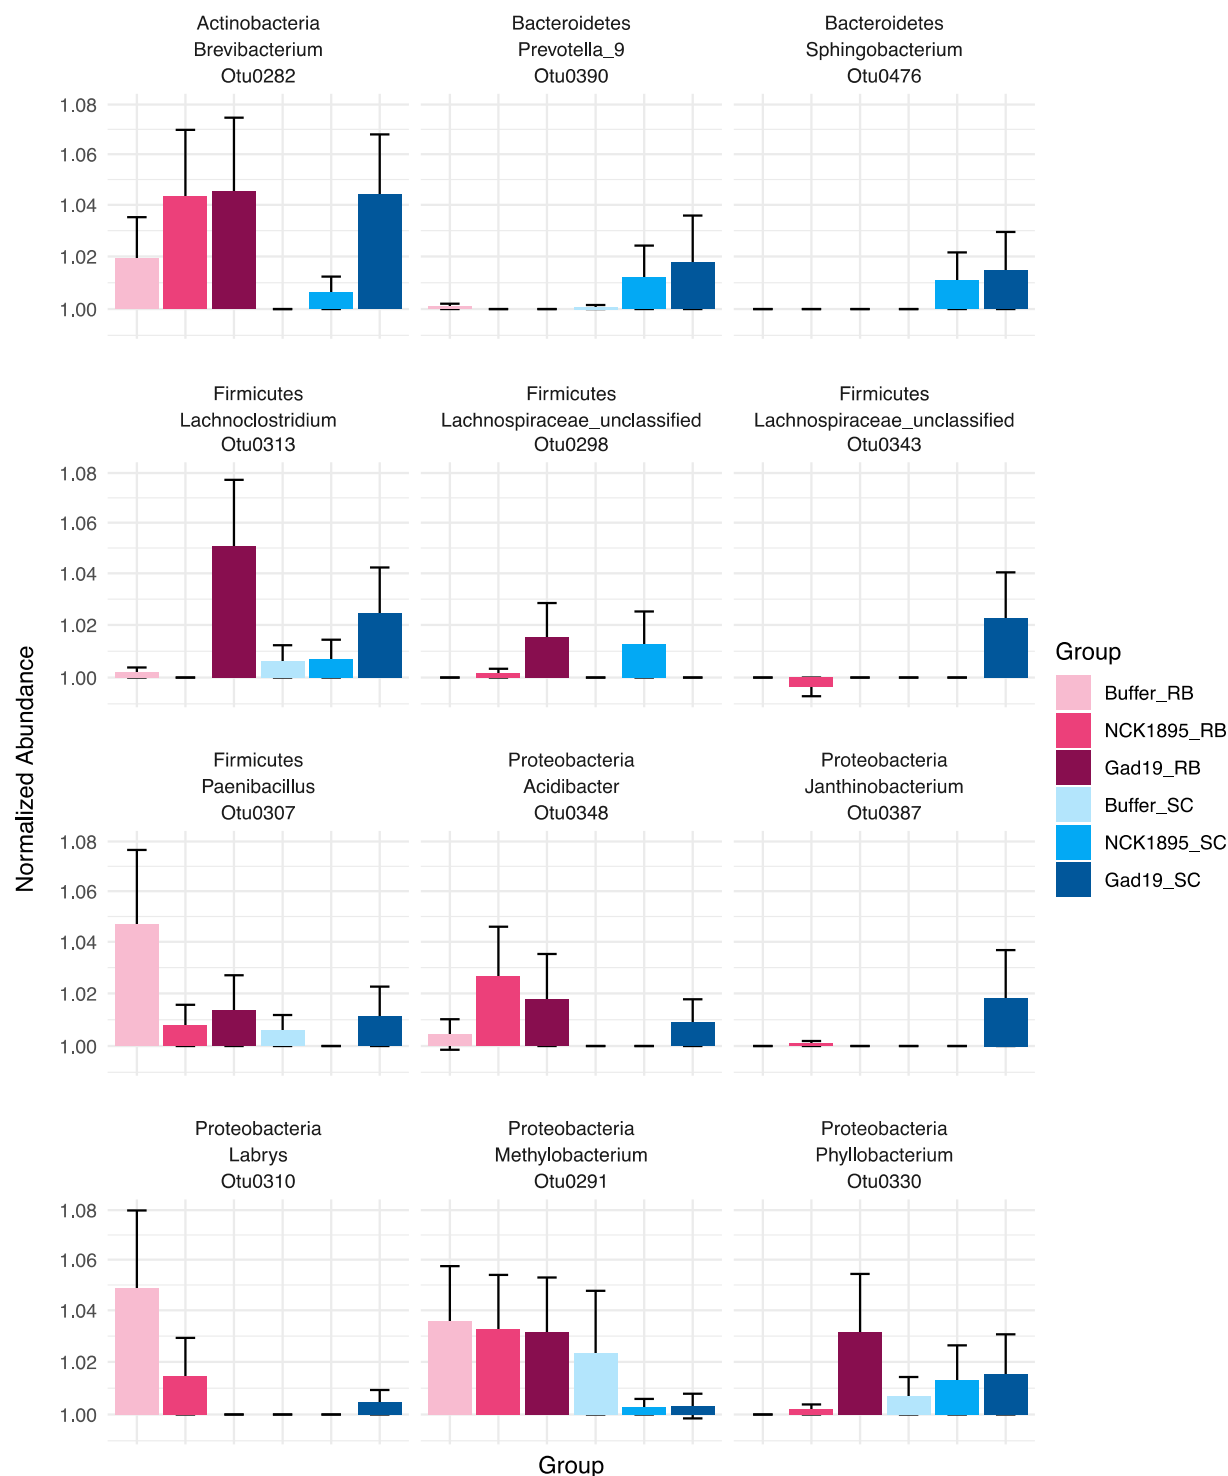 Actinobacteria
Brevibacterium
Otu0282
Bacteroidetes
Prevotella_9
Otu0390
Bacteroidetes
Sphingobacterium
Otu0476
1.08
1.06
1.04
1.02
1.00
Firmicutes
Lachnoclostridium
Otu0313
Firmicutes
Lachnospiraceae_unclassified
Otu0298
Firmicutes
Lachnospiraceae_unclassified
Otu0343
1.08
1.06
1.04
1.02
1.00
Firmicutes
Paenibacillus
Otu0307
Proteobacteria
Acidibacter
Otu0348
Proteobacteria
Janthinobacterium
Otu0387
1.08
1.06
1.04
1.02
1.00
Proteobacteria
Labrys
Otu0310
Proteobacteria
Methylobacterium
Otu0291
Proteobacteria
Phyllobacterium
Otu0330
1.08
1.06
1.04
1.02
1.00
Normalized Abundance
Group
Group
Buffer_RB
NCK1895_RB
Gad19_RB
Buffer_SC
NCK1895_SC
Gad19_SC